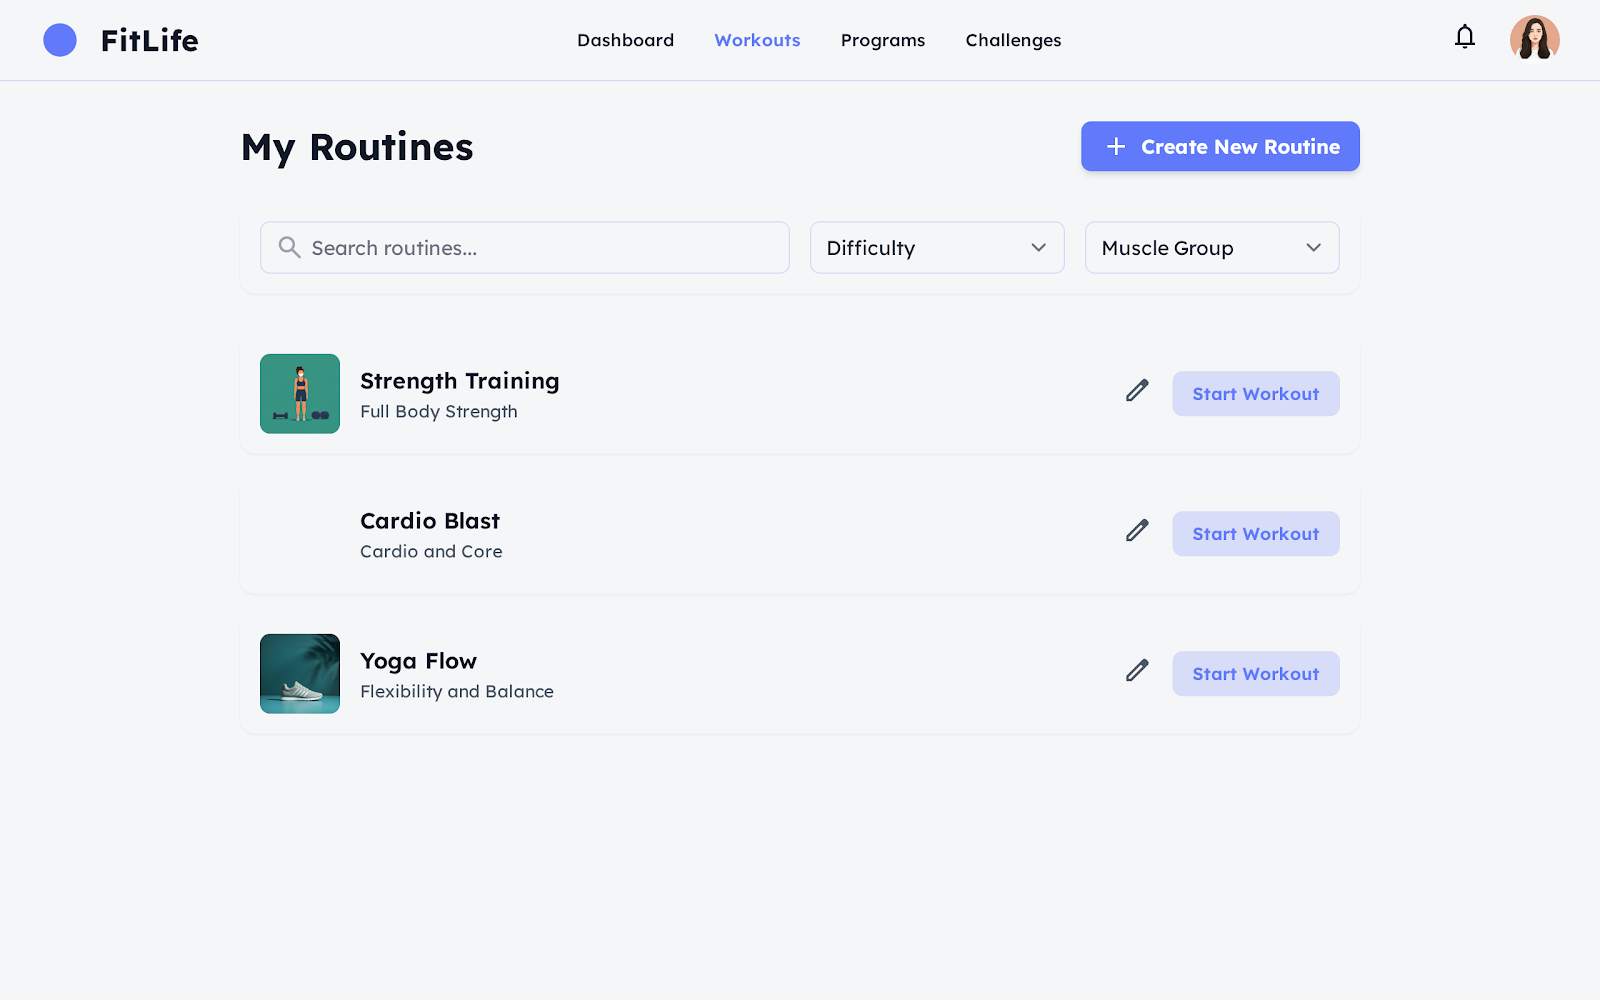 FitLife
Dashboard
Workouts
Programs
Challenges
My Routines
Create New Routine
Search routines...
Difficulty
Muscle Group
Strength Training
Full Body Strength
Start Workout
Cardio Blast
Cardio and Core
Start Workout
Yoga Flow
Flexibility and Balance
Start Workout